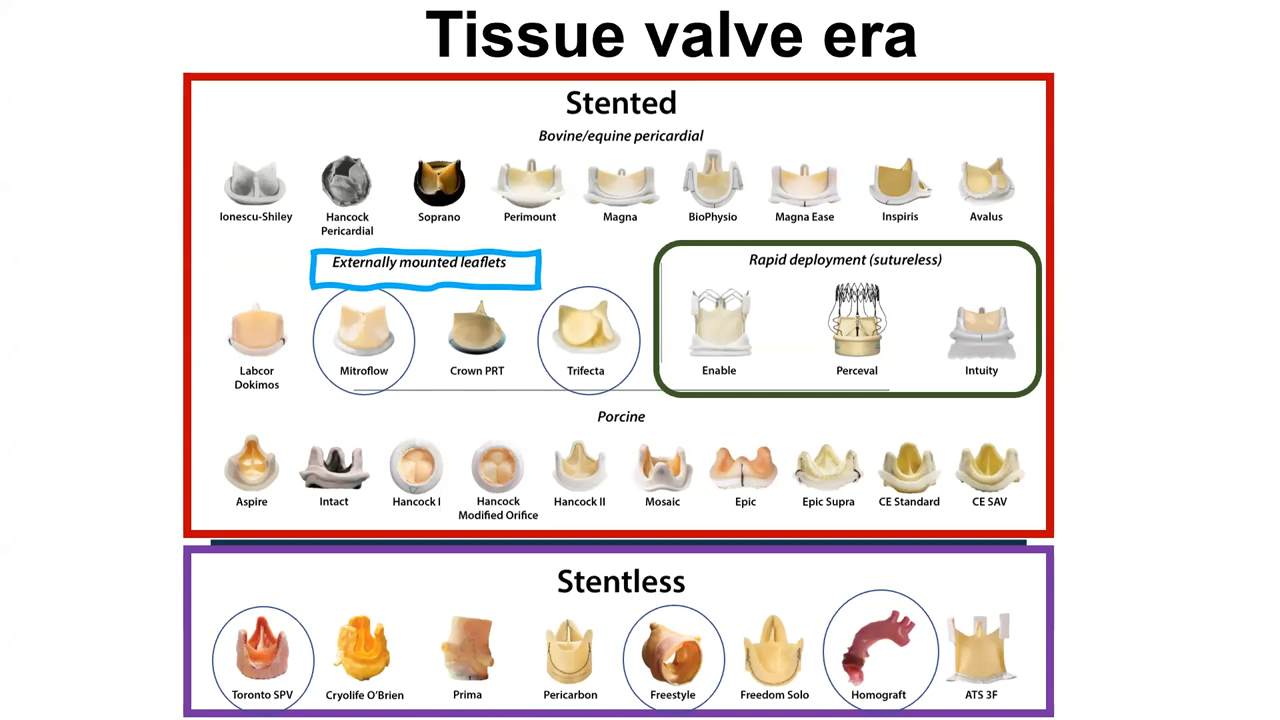 Tissue valve era
Stented
Bovine/equine pericardial
Ionescu-Shiley
Hancock
Pericardial
Soprano
Perimount
Magna
BioPhysio
Magna Ease
Inspiris
Avalus
Externally mounted leaflets
Rapid deployment (sutureless)
Labcor
Dokimos
Mitroflow
Crown PRT
Trifecta
Enable
Perceval
Intuity
Porcine
Aspire
Intact
Hancock I
Hancock
Modified Orifice
Hancock II
Mosaic
Epic
Epic Supra
CE Standard
CE SAV
Stentless
Toronto SPV
Cryolife O'Brien
Prima
Pericarbon
Freestyle
Freedom Solo
Homograft
ATS 3F